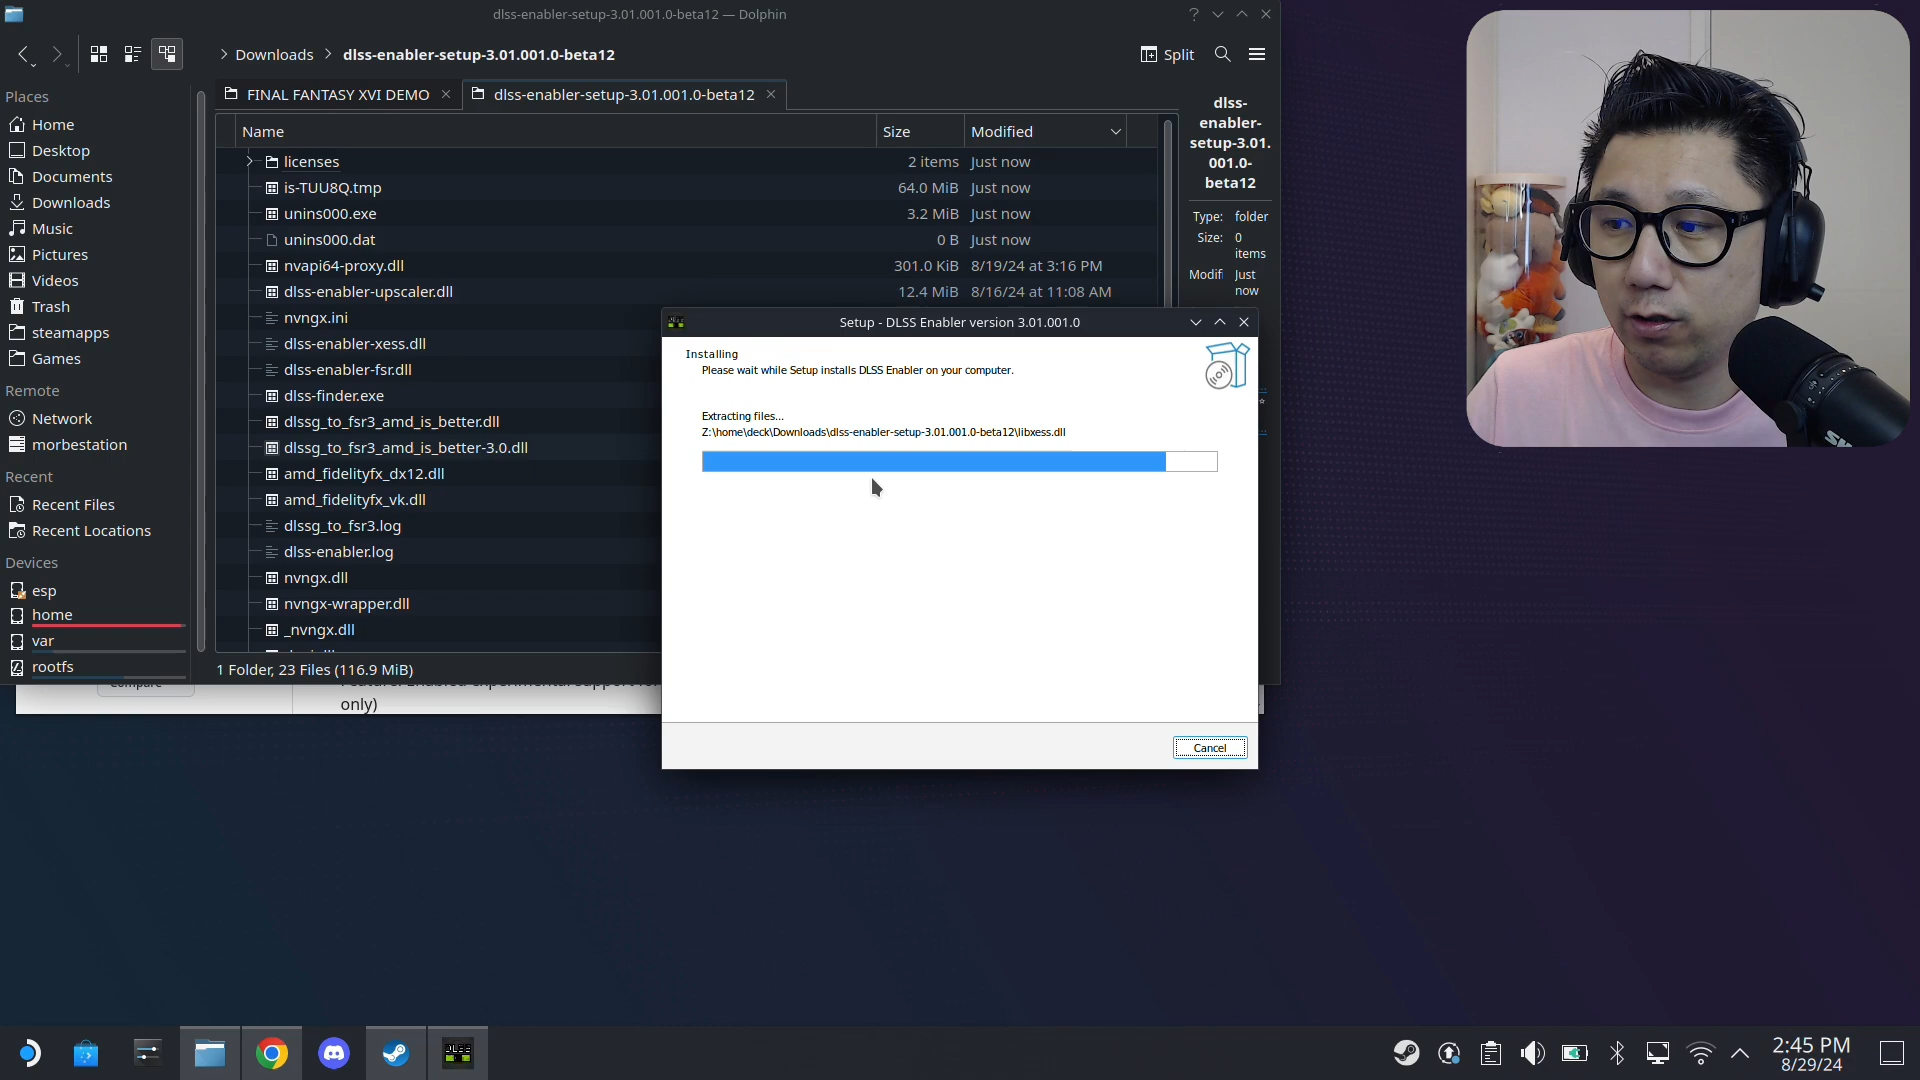 dlss-enabler-setup-3.01.001.0-beta12 — Dolphin
Downloads
dlss-enabler-setup-3.01.001.0-beta12
Split
Places
Home
Desktop
Documents
Downloads
Music
Pictures
Videos
Trash
steamapps
Games
Remote
Network
morbestation
Recent
Recent Files
Recent Locations
Devices
esp
home
var
rootfs
FINAL FANTASY XVI DEMO
dlss-enabler-setup-3.01.001.0-beta12
Name Size Modified
licenses 2 items Just now
is-TUU8Q.tmp 64.0 MiB Just now
unins000.exe 3.2 MiB Just now
unins000.dat 0 B Just now
nvapi64-proxy.dll 301.0 KiB 8/19/24 at 3:16 PM
dlss-enabler-upscaler.dll 12.4 MiB 8/16/24 at 11:08 AM
nvngx.ini
dlss-enabler-xess.dll
dlss-enabler-fsr.dll
dlss-finder.exe
dlssg_to_fsr3_amd_is_better.dll
dlssg_to_fsr3_amd_is_better-3.0.dll
amd_fidelityfx_dx12.dll
amd_fidelityfx_vk.dll
dlssg_to_fsr3.log
dlss-enabler.log
nvngx.dll
nvngx-wrapper.dll
_nvngx.dll
1 Folder, 23 Files (116.9 MiB)
only)
dlss-
enabler-
setup-3.01.
001.0-
beta12
Type: folder
Size: 0
items
Modifi Just
now
Setup - DLSS Enabler version 3.01.001.0
Installing
Please wait while Setup installs DLSS Enabler on your computer.
Extracting files...
Z:\home\deck\Downloads\dlss-enabler-setup-3.01.001.0-beta12\libxess.dll
Cancel
DLSS
2:45 PM
8/29/24